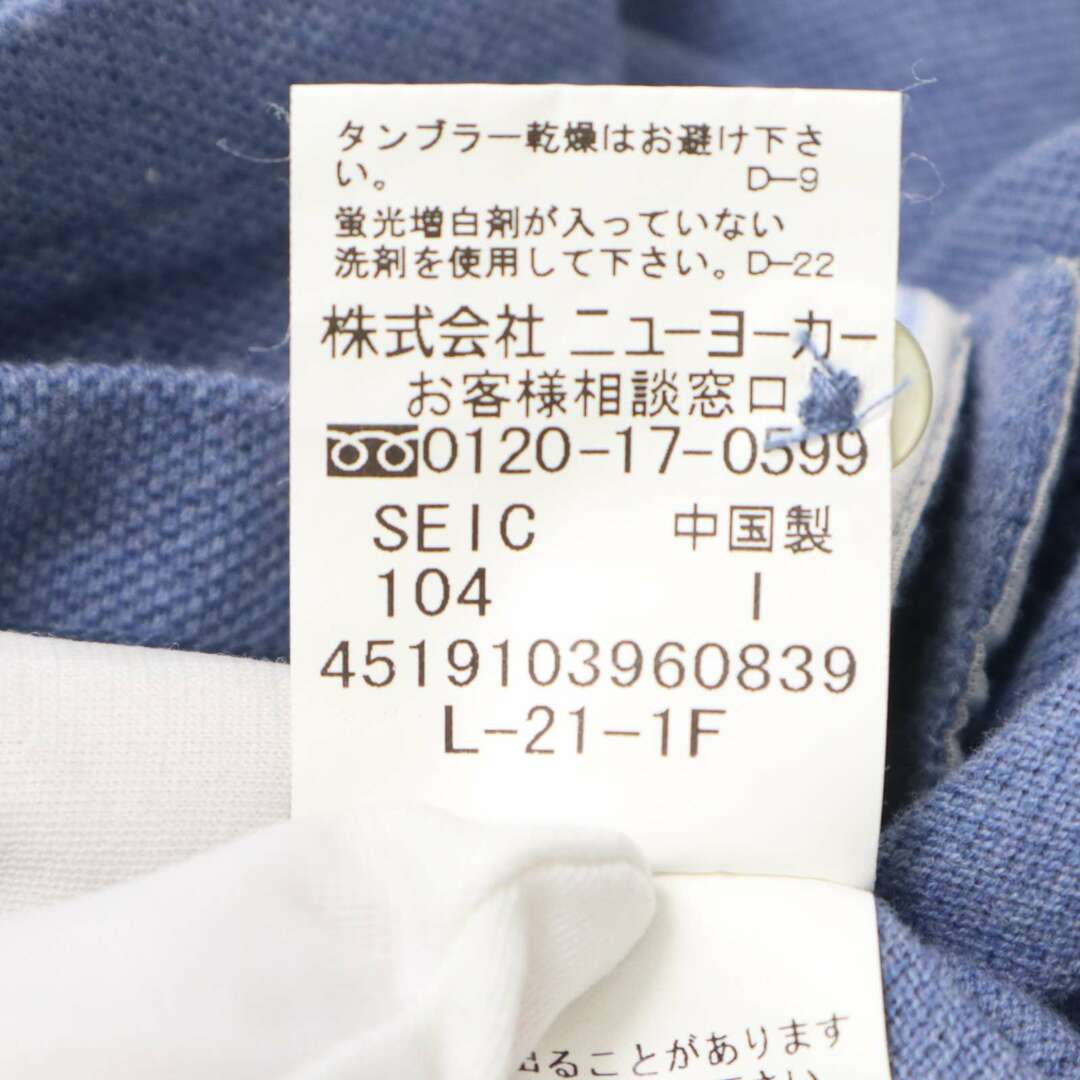 タンブラー乾燥はお避け下さ
い。 D-9
蛍光増白剤が入っていない
洗剤を使用して下さい。D-22
株式会社 ニューヨーカー
お客様相談窓口
0120-17-0599
SEIC 中国製
104 I
4519103960839
L-21-1F
ることがあります